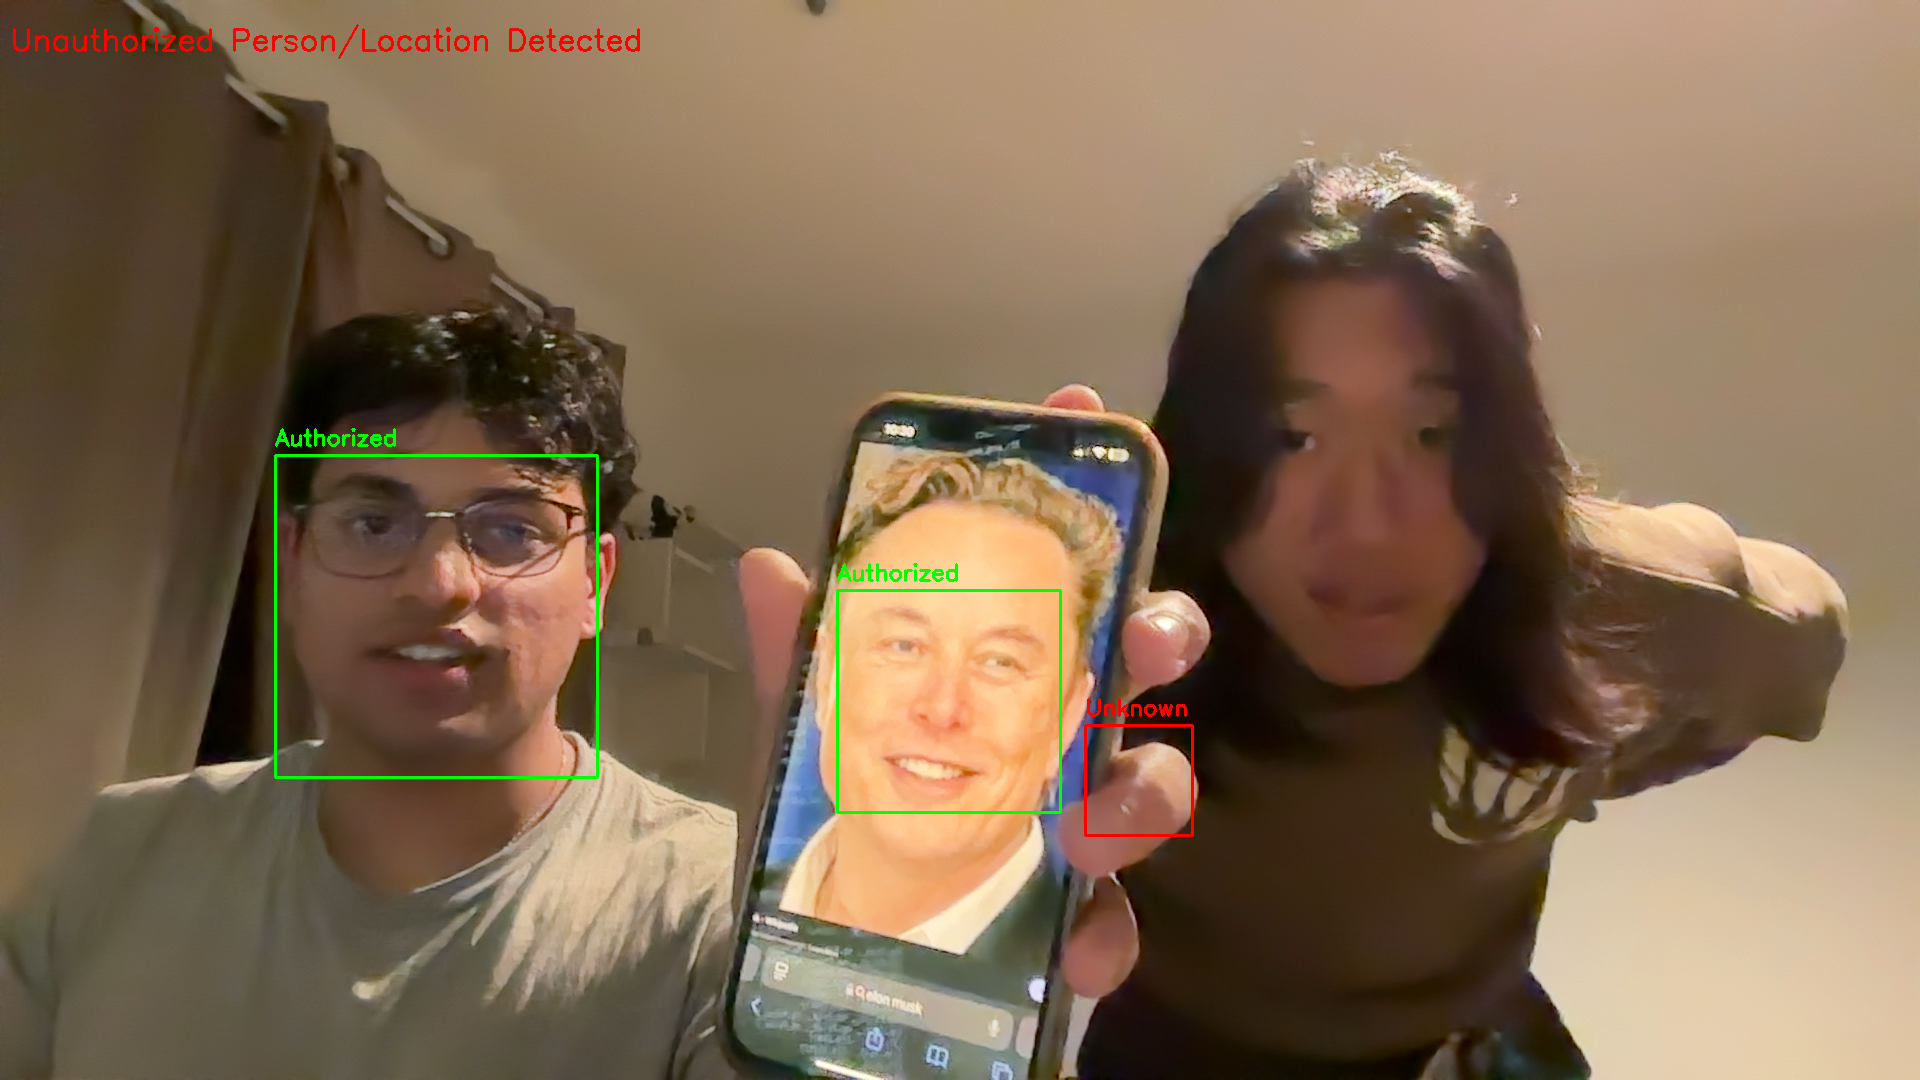 Unauthorized Person/Location Detected
Authorized
Authorized
Unknown
elon musk